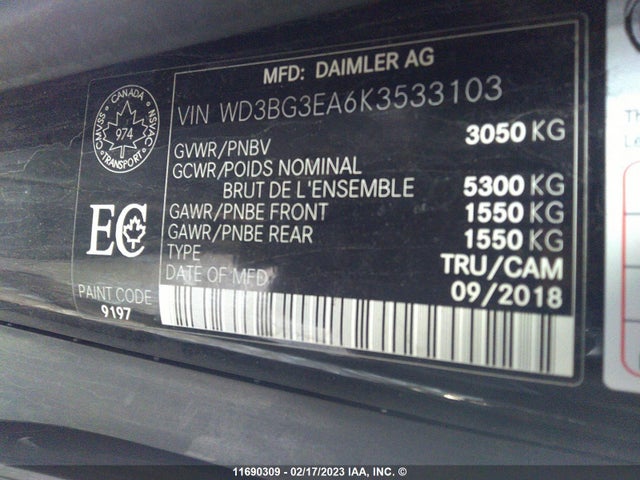 MFD: DAIMLER AG
VIN WD3BG3EA6K3533103
CANADA
CMVSS
NSVAC
974
TRANSPORT
GVWR/PNBV 3050 KG
GCWR/POIDS NOMINAL
BRUT DE L'ENSEMBLE 5300 KG
GAWR/PNBE FRONT 1550 KG
GAWR/PNBE REAR 1550 KG
TYPE TRU/CAM
DATE OF MFD 09/2018
EC
PAINT CODE
9197
Th
Le
11690309 - 02/17/2023 IAA, INC. ©